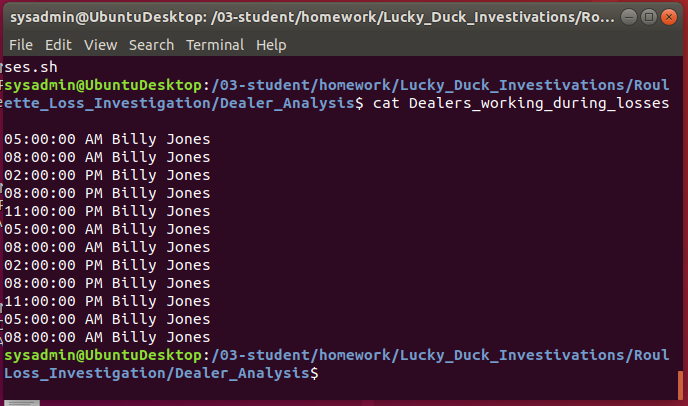 sysadmin@UbuntuDesktop: /03-student/homework/Lucky_Duck_Investivations/Rou...
File Edit View Search Terminal Help
ses.sh
sysadmin@UbuntuDesktop:/03-student/homework/Lucky_Duck_Investivations/Roul
ette_Loss_Investigation/Dealer_Analysis$ cat Dealers_working_during_losses
05:00:00 AM Billy Jones
08:00:00 AM Billy Jones
02:00:00 PM Billy Jones
08:00:00 PM Billy Jones
11:00:00 PM Billy Jones
05:00:00 AM Billy Jones
08:00:00 AM Billy Jones
02:00:00 PM Billy Jones
08:00:00 PM Billy Jones
11:00:00 PM Billy Jones
05:00:00 AM Billy Jones
08:00:00 AM Billy Jones
sysadmin@UbuntuDesktop:/03-student/homework/Lucky_Duck_Investivations/Roul
Loss_Investigation/Dealer_Analysis$